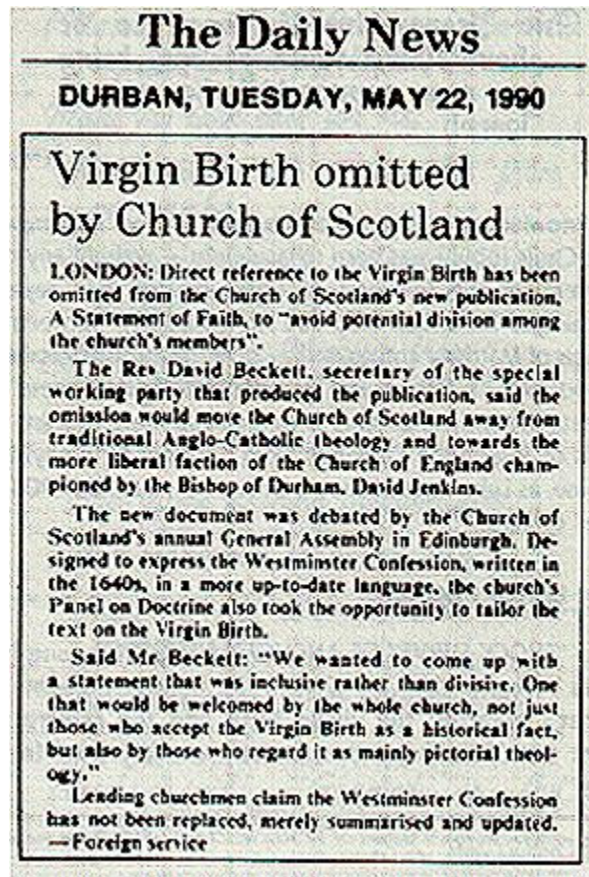 The Daily News
DURBAN, TUESDAY, MAY 22, 1990
Virgin Birth omitted
by Church of Scotland
LONDON: Direct reference to the Virgin Birth has been
omitted from the Church of Scotland's new publication,
A Statement of Faith, to "avoid potential division among
the church's members".
The Rev David Beckett, secretary of the special
working party that produced the publication, said the
omission would move the Church of Scotland away from
traditional Anglo-Catholic theology and towards the
more liberal faction of the Church of England cham-
pioned by the Bishop of Durham, David Jenkins.
The new document was debated by the Church of
Scotland's annual General Assembly in Edinburgh. De-
signed to express the Westminster Confession, written in
the 1640s, in a more up-to-date language, the church's
Panel on Doctrine also took the opportunity to tailor the
text on the Virgin Birth.
Said Mr Beckett: "We wanted to come up with
a statement that was inclusive rather than divisive. One
that would be welcomed by the whole church, not just
those who accept the Virgin Birth as a historical fact,
but also by those who regard it as mainly pictorial theol-
ogy."
Leading churchmen claim the Westminster Confession
has not been replaced, merely summarised and updated.
— Foreign service